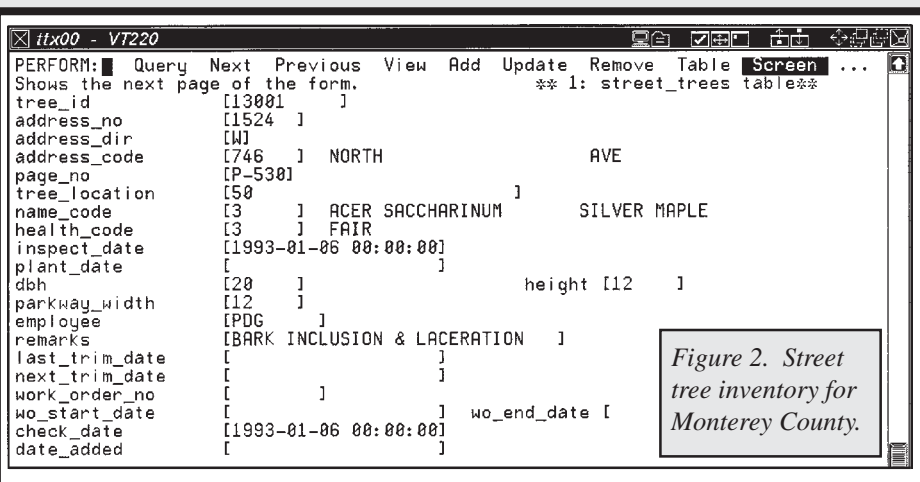 ttx00 - VT220
PERFORM: Query Next Previous View Add Update Remove Table Screen ...
Shows the next page of the form. ** 1: street_trees table**
tree_id [13001 ]
address_no [1524 ]
address_dir [W]
address_code [746 ] NORTH AVE
page_no [P-530]
tree_location [50 ]
name_code [3 ] ACER SACCHARINUM SILVER MAPLE
health_code [3 ] FAIR
inspect_date [1993-01-06 00:00:00]
plant_date [ ]
dbh [20 ] height [12 ]
parkway_width [12 ]
employee [PDG ]
remarks [BARK INCLUSION & LACERATION ]
last_trim_date [ ]
next_trim_date [ ]
work_order_no [ ]
wo_start_date [ ] wo_end_date [
check_date [1993-01-06 00:00:00]
date_added [ ]
Figure 2. Street
tree inventory for
Monterey County.